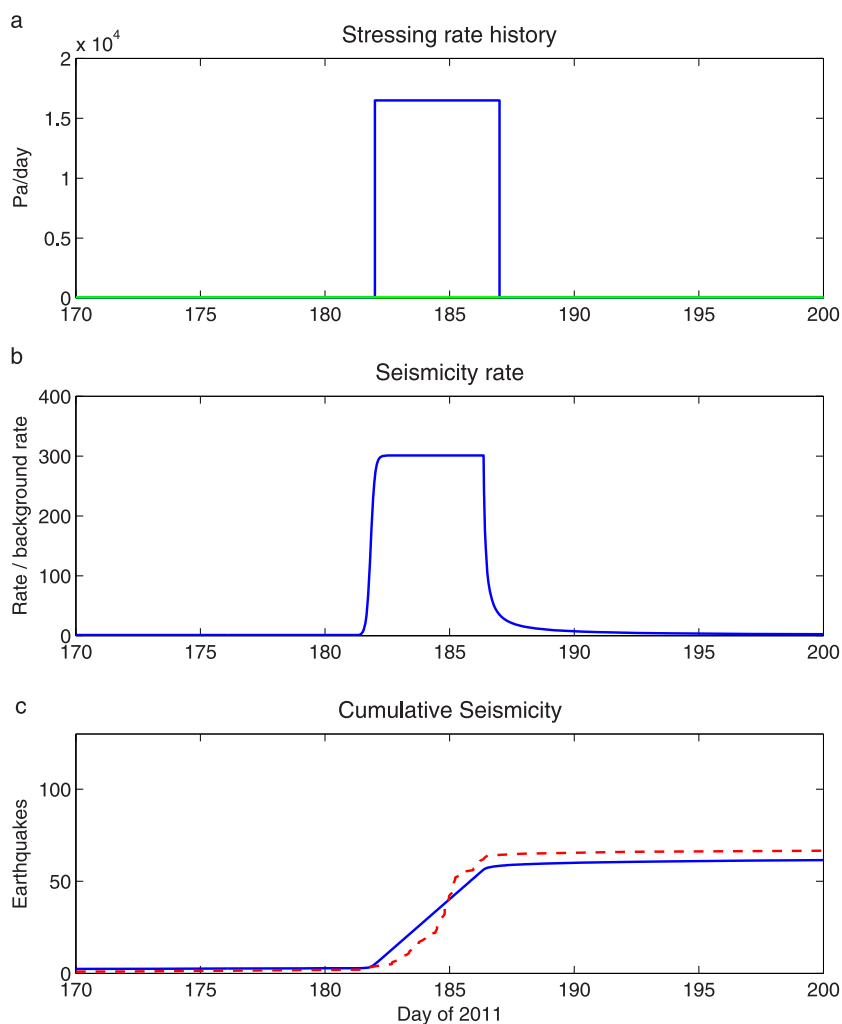 a
Stressing rate history
x 10^4
2
1.5
1
0.5
0
Pa/day
170 175 180 185 190 195 200
b
Seismicity rate
400
300
200
100
0
Rate / background rate
170 175 180 185 190 195 200
c
Cumulative Seismicity
100
50
0
Earthquakes
170 175 180 185 190 195 200
Day of 2011